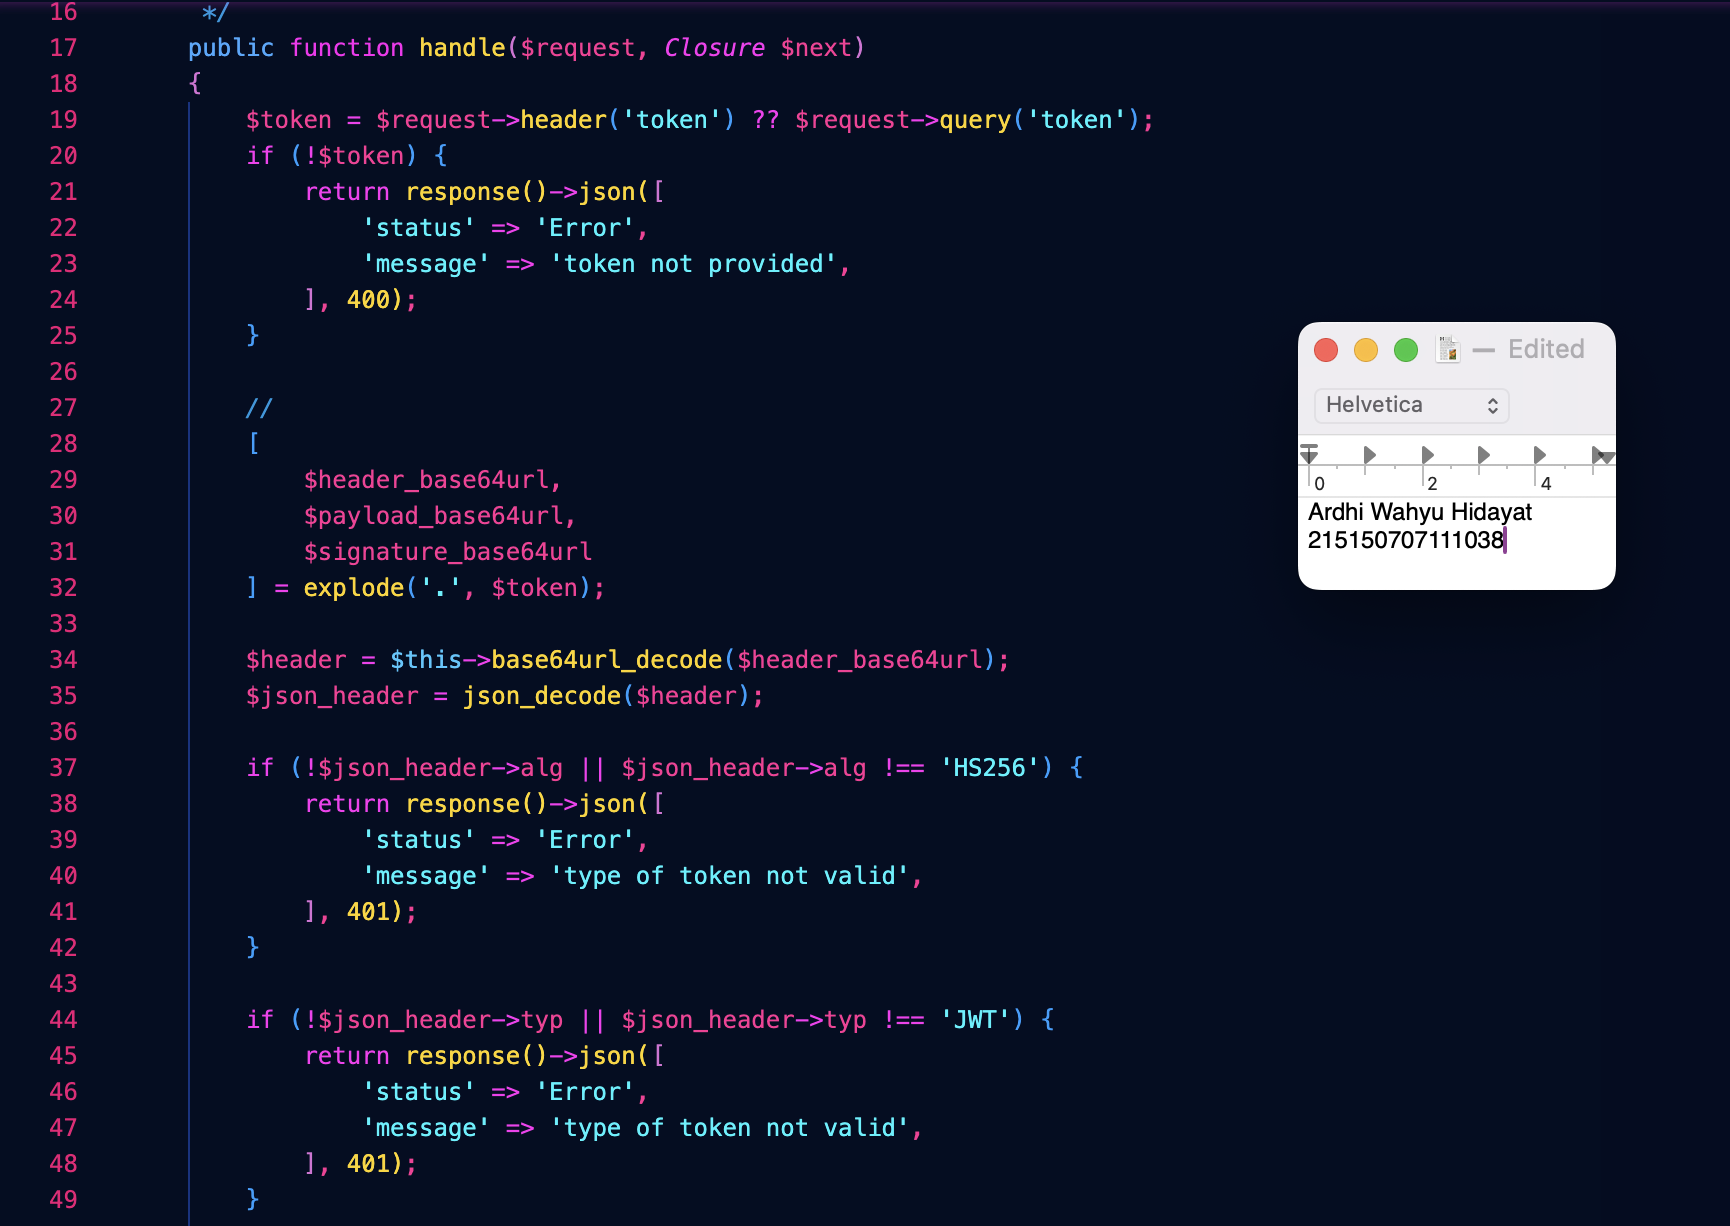 16 */
17 public function handle($request, Closure $next)
18 {
19 $token = $request->header('token') ?? $request->query('token');
20 if (!$token) {
21 return response()->json([
22 'status' => 'Error',
23 'message' => 'token not provided',
24 ], 400);
25 }
26
27 //
28 [
29 $header_base64url,
30 $payload_base64url,
31 $signature_base64url
32 ] = explode('.', $token);
33
34 $header = $this->base64url_decode($header_base64url);
35 $json_header = json_decode($header);
36
37 if (!$json_header->alg || $json_header->alg !== 'HS256') {
38 return response()->json([
39 'status' => 'Error',
40 'message' => 'type of token not valid',
41 ], 401);
42 }
43
44 if (!$json_header->typ || $json_header->typ !== 'JWT') {
45 return response()->json([
46 'status' => 'Error',
47 'message' => 'type of token not valid',
48 ], 401);
49 }
— Edited
Helvetica
0 2 4
Ardhi Wahyu Hidayat
215150707111038